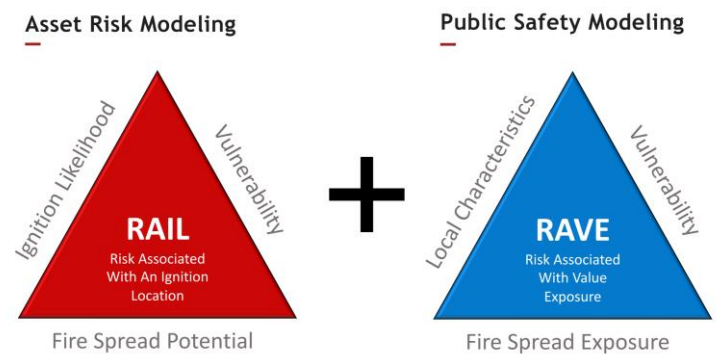 Asset Risk Modeling
Ignition Likelihood
Vulnerability
RAIL
Risk Associated
With An Ignition
Location
Fire Spread Potential
+
Public Safety Modeling
Local Characteristics
Vulnerability
RAVE
Risk Associated
With Value
Exposure
Fire Spread Exposure